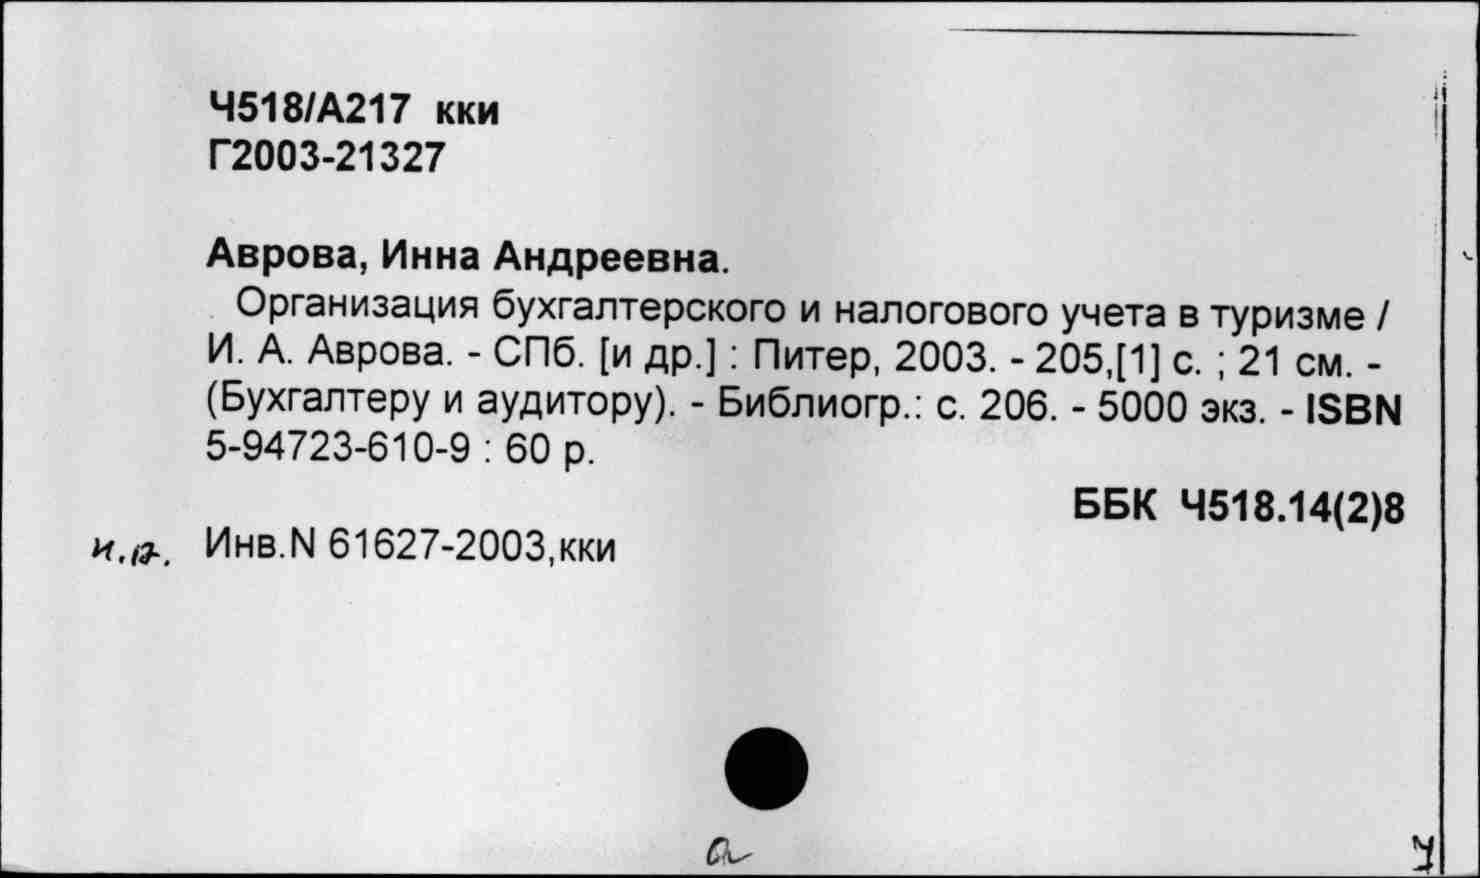 Ч518/А217 кки
Г2003-21327
Аврова, Инна Андреевна.
Организация бухгалтерского и налогового учета в туризме /
И. А. Аврова. - СПб. [и др.] : Питер, 2003. - 205,[1] с. ; 21 см. -
(Бухгалтеру и аудитору). - Библиогр.: с. 206. - 5000 экз. - ISBN
5-94723-610-9 : 60 р.
ББК Ч518.14(2)8
Инв.N 61627-2003,кки
а